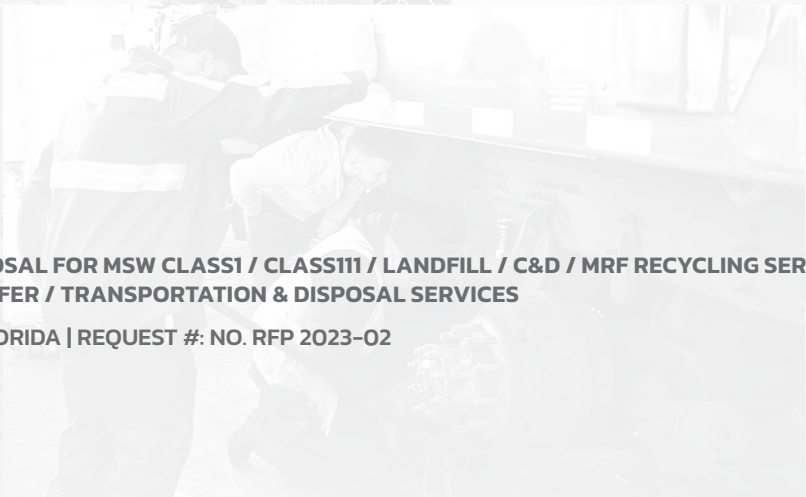 OSAL FOR MSW CLASS1 / CLASS111 / LANDFILL / C&D / MRF RECYCLING SER
FER / TRANSPORTATION & DISPOSAL SERVICES
ORIDA | REQUEST #: NO. RFP 2023-02